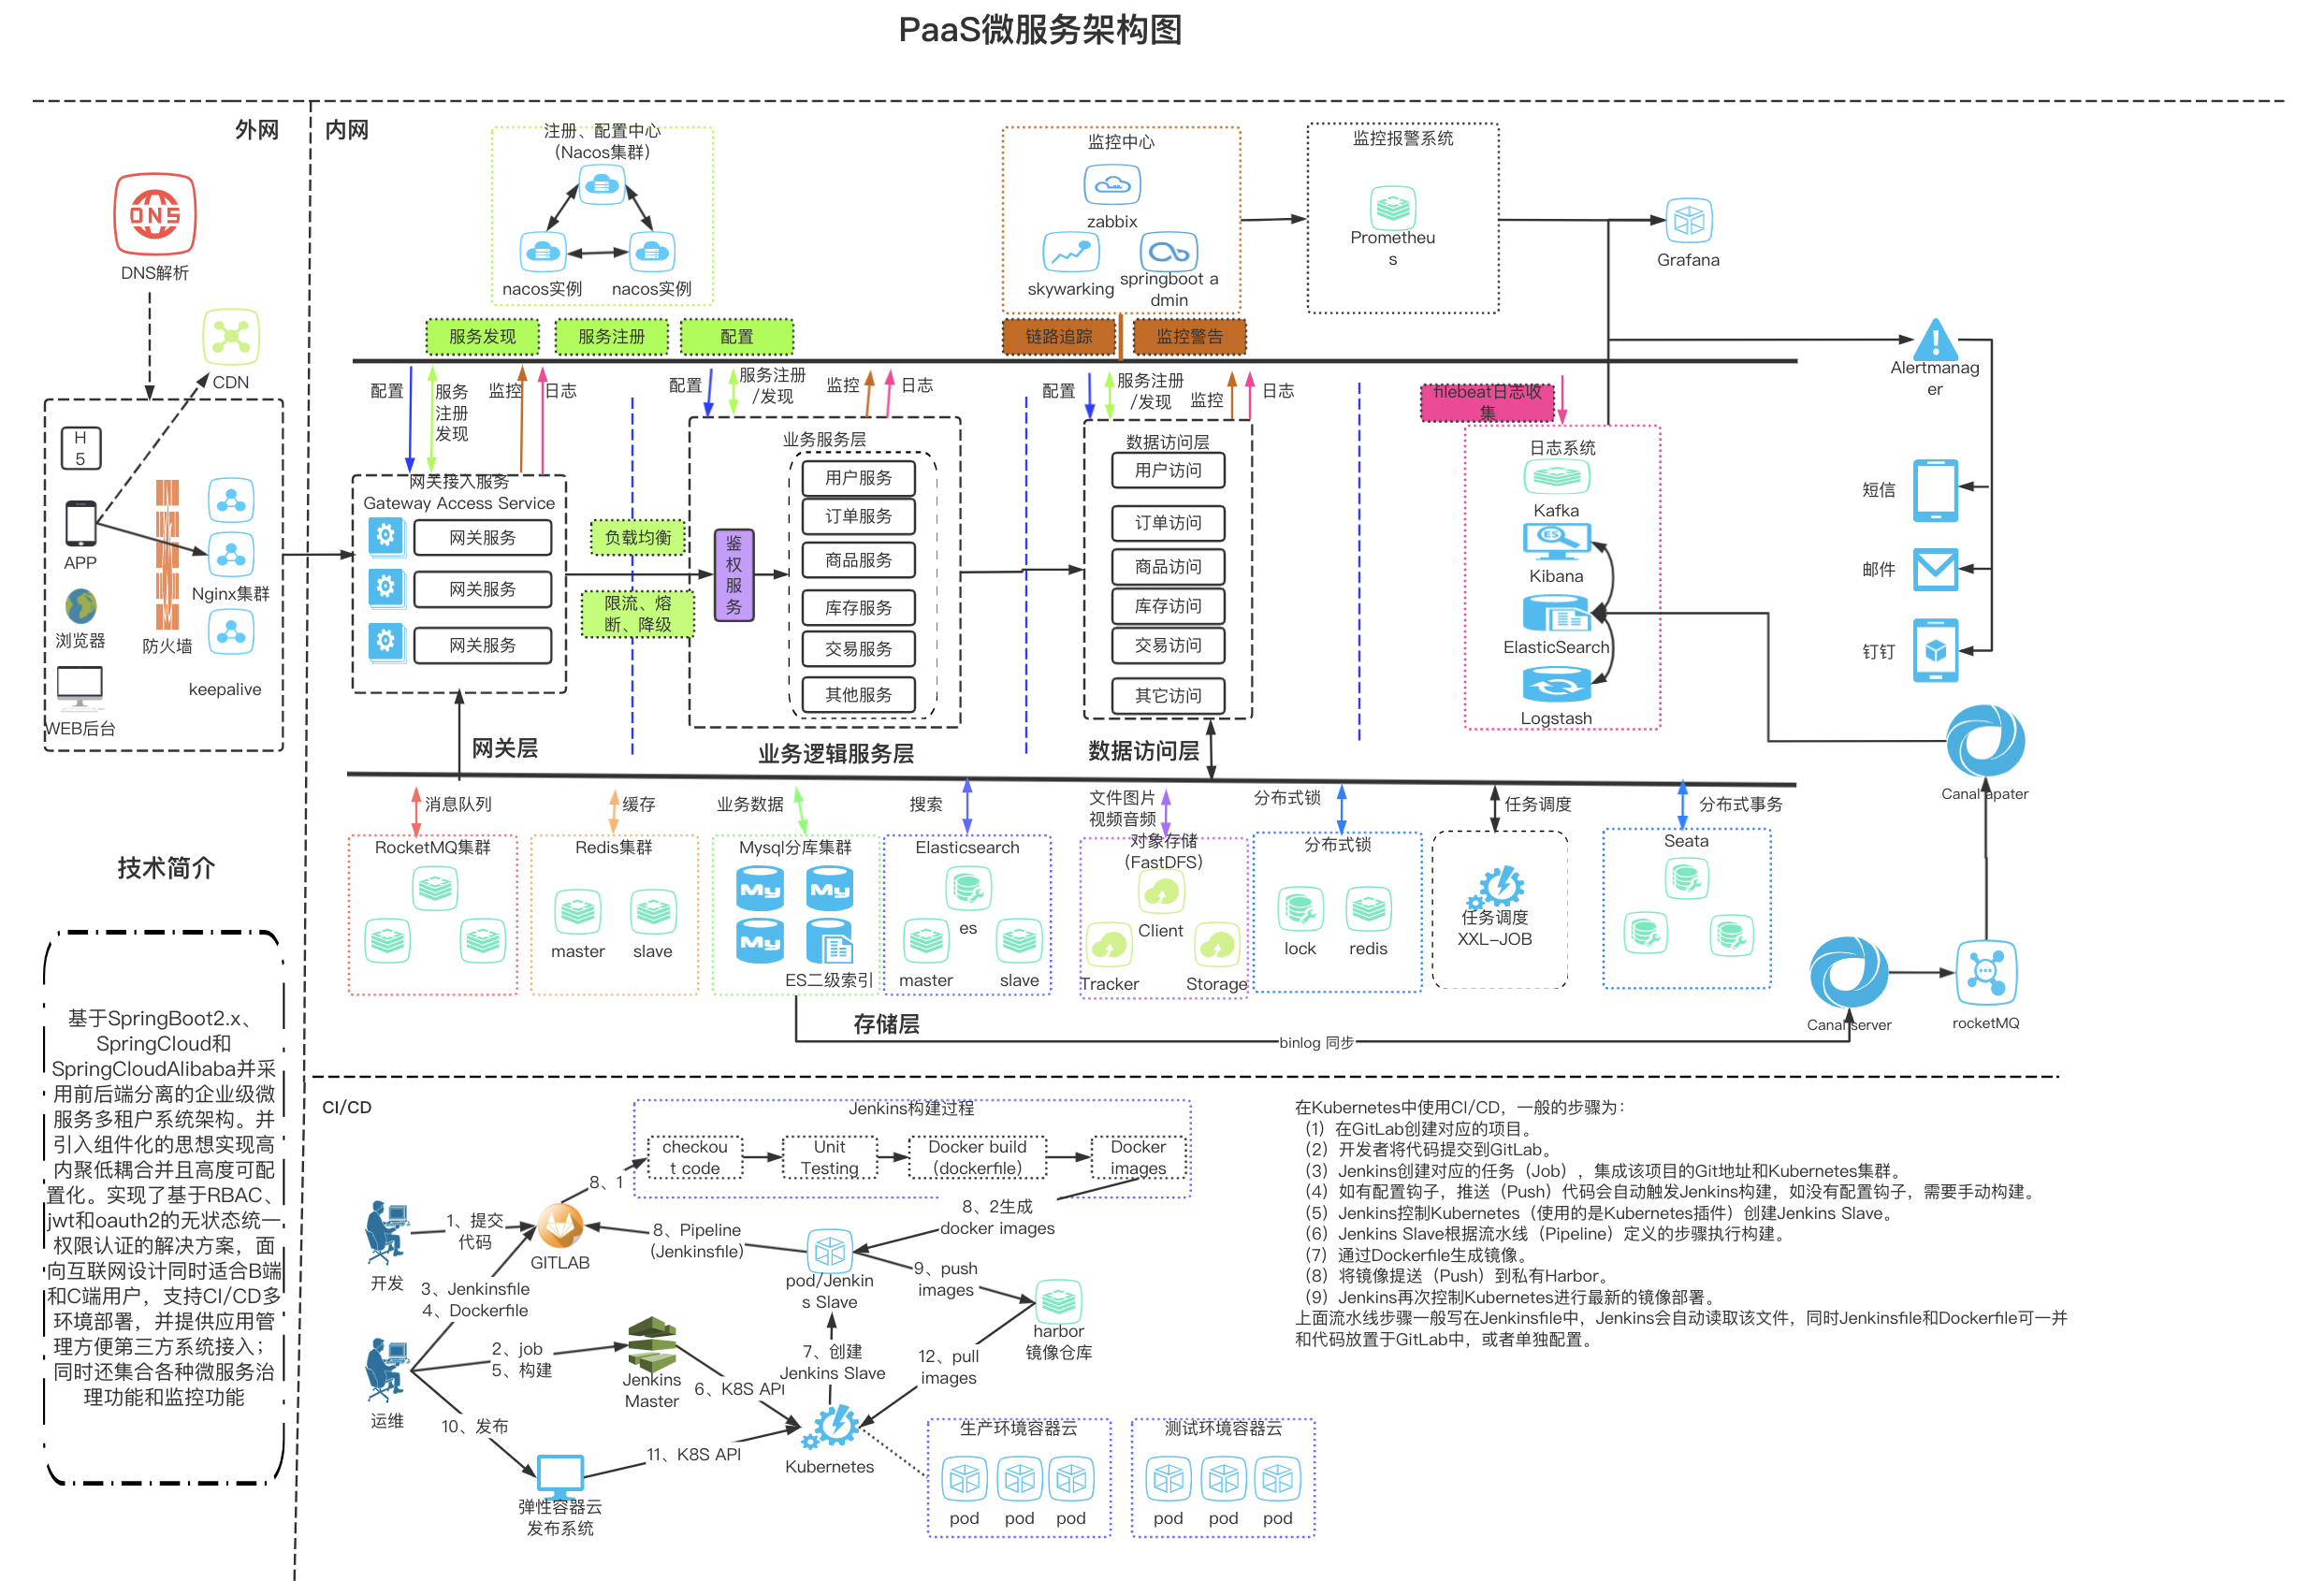 PaaS微服务架构图
外网
内网
DNS解析
CDN
H
5
APP
浏览器
WEB后台
防火墙
Nginx集群
keepalive
技术简介
基于SpringBoot2.x、
SpringCloud和
SpringCloudAlibaba并采
用前后端分离的企业级微
服务多租户系统架构。并
引入组件化的思想实现高
内聚低耦合并且高度可配
置化。实现了基于RBAC、
jwt和oauth2的无状态统一
权限认证的解决方案，面
向互联网设计同时适合B端
和C端用户，支持CI/CD多
环境部署，并提供应用管
理方便第三方系统接入；
同时还集合各种微服务治
理功能和监控功能
注册、配置中心
（Nacos集群）
nacos实例
nacos实例
服务发现
服务注册
配置
监控中心
zabbix
skywarking
springboot a
dmin
链路追踪
监控警告
监控报警系统
Prometheu
s
Grafana
Alertmanag
er
短信
邮件
钉钉
配置
服务
注册
发现
监控
日志
配置
服务注册
/发现
监控
日志
配置
服务注册
/发现
监控
日志
filebeat日志收
集
网关接入服务
Gateway Access Service
网关服务
网关服务
网关服务
负载均衡
限流、熔
断、降级
鉴
权
服
务
业务服务层
用户服务
订单服务
商品服务
库存服务
交易服务
其他服务
数据访问层
用户访问
订单访问
商品访问
库存访问
交易访问
其它访问
日志系统
Kafka
ES
Kibana
ElasticSearch
Logstash
网关层
业务逻辑服务层
数据访问层
Canal apater
消息队列
缓存
业务数据
搜索
文件图片
视频音频
分布式锁
任务调度
分布式事务
RocketMQ集群
Redis集群
master
slave
Mysql分库集群
My
My
My
ES二级索引
Elasticsearch
es
master
slave
对象存储
（FastDFS）
Client
Tracker
Storage
分布式锁
lock
redis
任务调度
XXL-JOB
Seata
Canal server
rocketMQ
存储层
binlog 同步
CI/CD
Jenkins构建过程
checkou
t code
Unit
Testing
Docker build
（dockerfile）
Docker
images
8、1
8、2生成
docker images
开发
1、提交
代码
GITLAB
8、Pipeline
（Jenkinsfile）
pod/Jenkin
s Slave
9、push
images
harbor
镜像仓库
3、Jenkinsfile
4、Dockerfile
运维
2、job
5、构建
Jenkins
Master
6、K8S API
7、创建
Jenkins Slave
12、pull
images
10、发布
弹性容器云
发布系统
11、K8S API
Kubernetes
生产环境容器云
pod
pod
pod
测试环境容器云
pod
pod
pod
在Kubernetes中使用CI/CD，一般的步骤为：
（1）在GitLab创建对应的项目。
（2）开发者将代码提交到GitLab。
（3）Jenkins创建对应的任务（Job），集成该项目的Git地址和Kubernetes集群。
（4）如有配置钩子，推送（Push）代码会自动触发Jenkins构建，如没有配置钩子，需要手动构建。
（5）Jenkins控制Kubernetes（使用的是Kubernetes插件）创建Jenkins Slave。
（6）Jenkins Slave根据流水线（Pipeline）定义的步骤执行构建。
（7）通过Dockerfile生成镜像。
（8）将镜像提送（Push）到私有Harbor。
（9）Jenkins再次控制Kubernetes进行最新的镜像部署。
上面流水线步骤一般写在Jenkinsfile中，Jenkins会自动读取该文件，同时Jenkinsfile和Dockerfile可一并
和代码放置于GitLab中，或者单独配置。